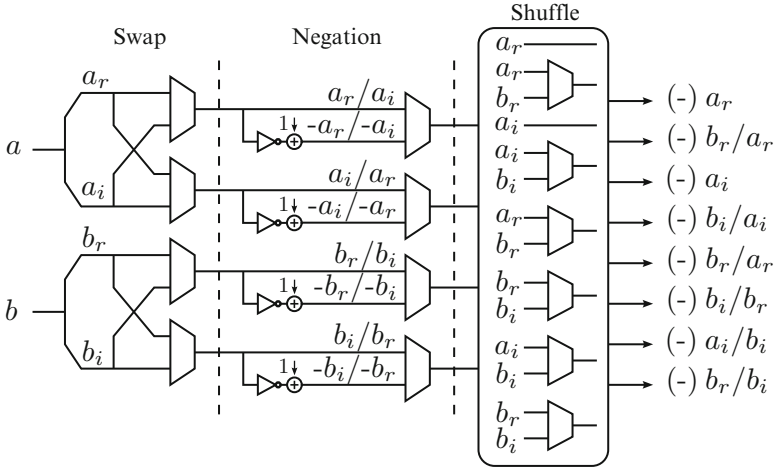 Swap
Negation
Shuffle
a
a_r
a_i
b
b_r
b_i
a_r/a_i
1
-a_r/-a_i
a_i/a_r
1
-a_i/-a_r
b_r/b_i
1
-b_r/-b_i
b_i/b_r
1
-b_i/-b_r
a_r
a_r
b_r
a_i
a_i
b_i
a_r
b_r
b_r
b_i
a_i
b_i
b_r
b_i
(-) a_r
(-) b_r/a_r
(-) a_i
(-) b_i/a_i
(-) b_r/a_r
(-) b_i/b_r
(-) a_i/b_i
(-) b_r/b_i